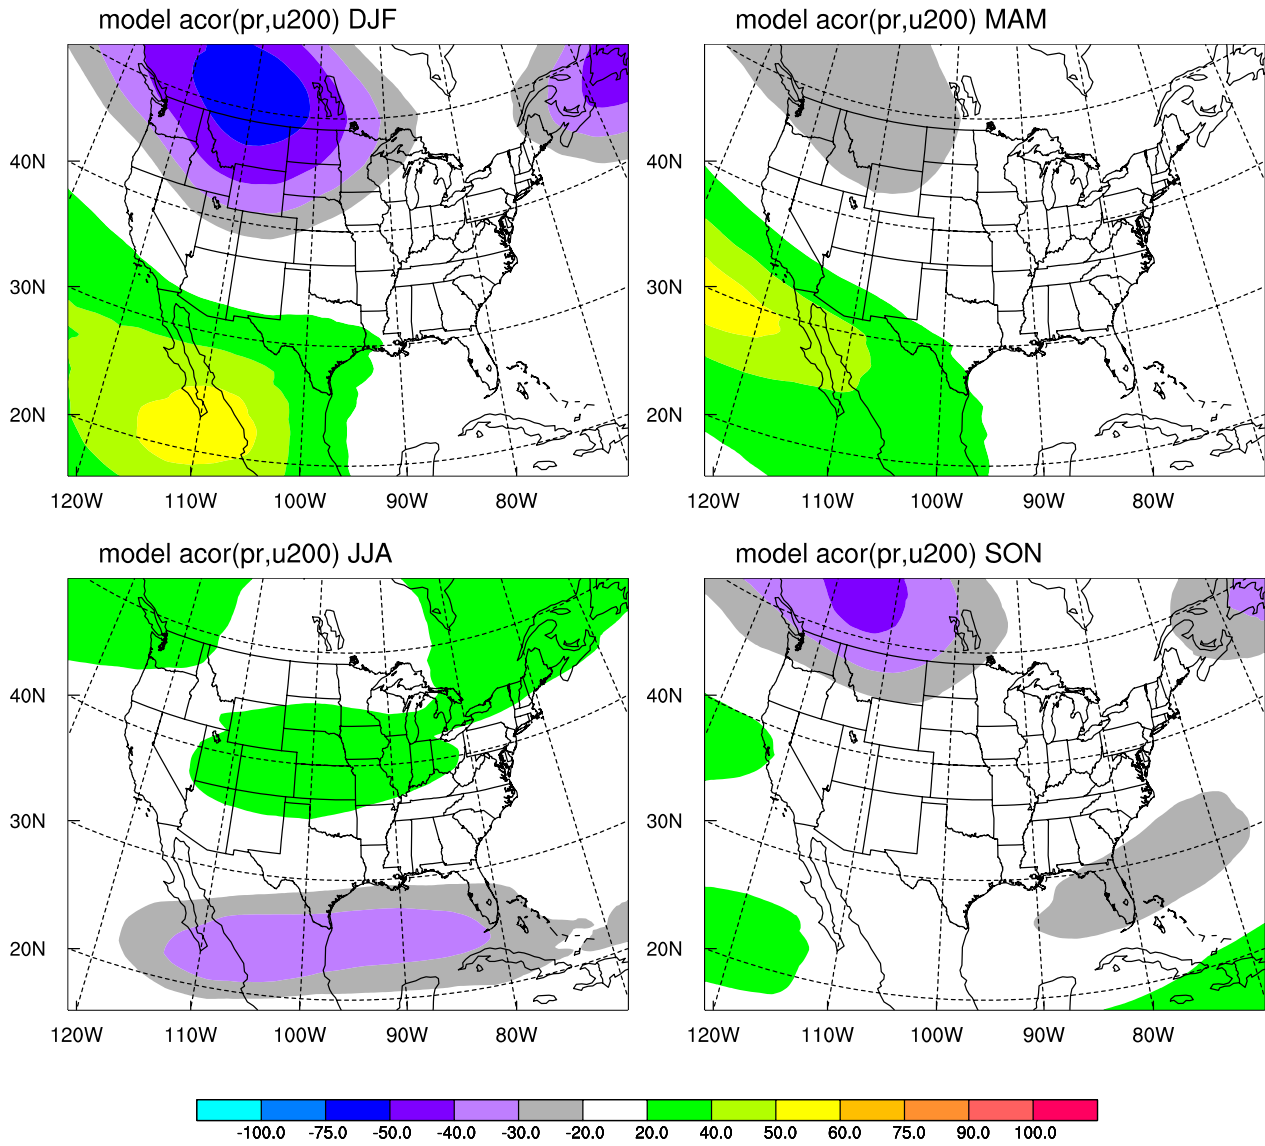 model acor(pr,u200) DJF
model acor(pr,u200) MAM
40N
30N
20N
120W 110W 100W 90W 80W
40N
30N
20N
120W 110W 100W 90W 80W
model acor(pr,u200) JJA
model acor(pr,u200) SON
40N
30N
20N
120W 110W 100W 90W 80W
40N
30N
20N
120W 110W 100W 90W 80W
-100.0 -75.0 -50.0 -40.0 -30.0 -20.0 20.0 40.0 50.0 60.0 75.0 90.0 100.0